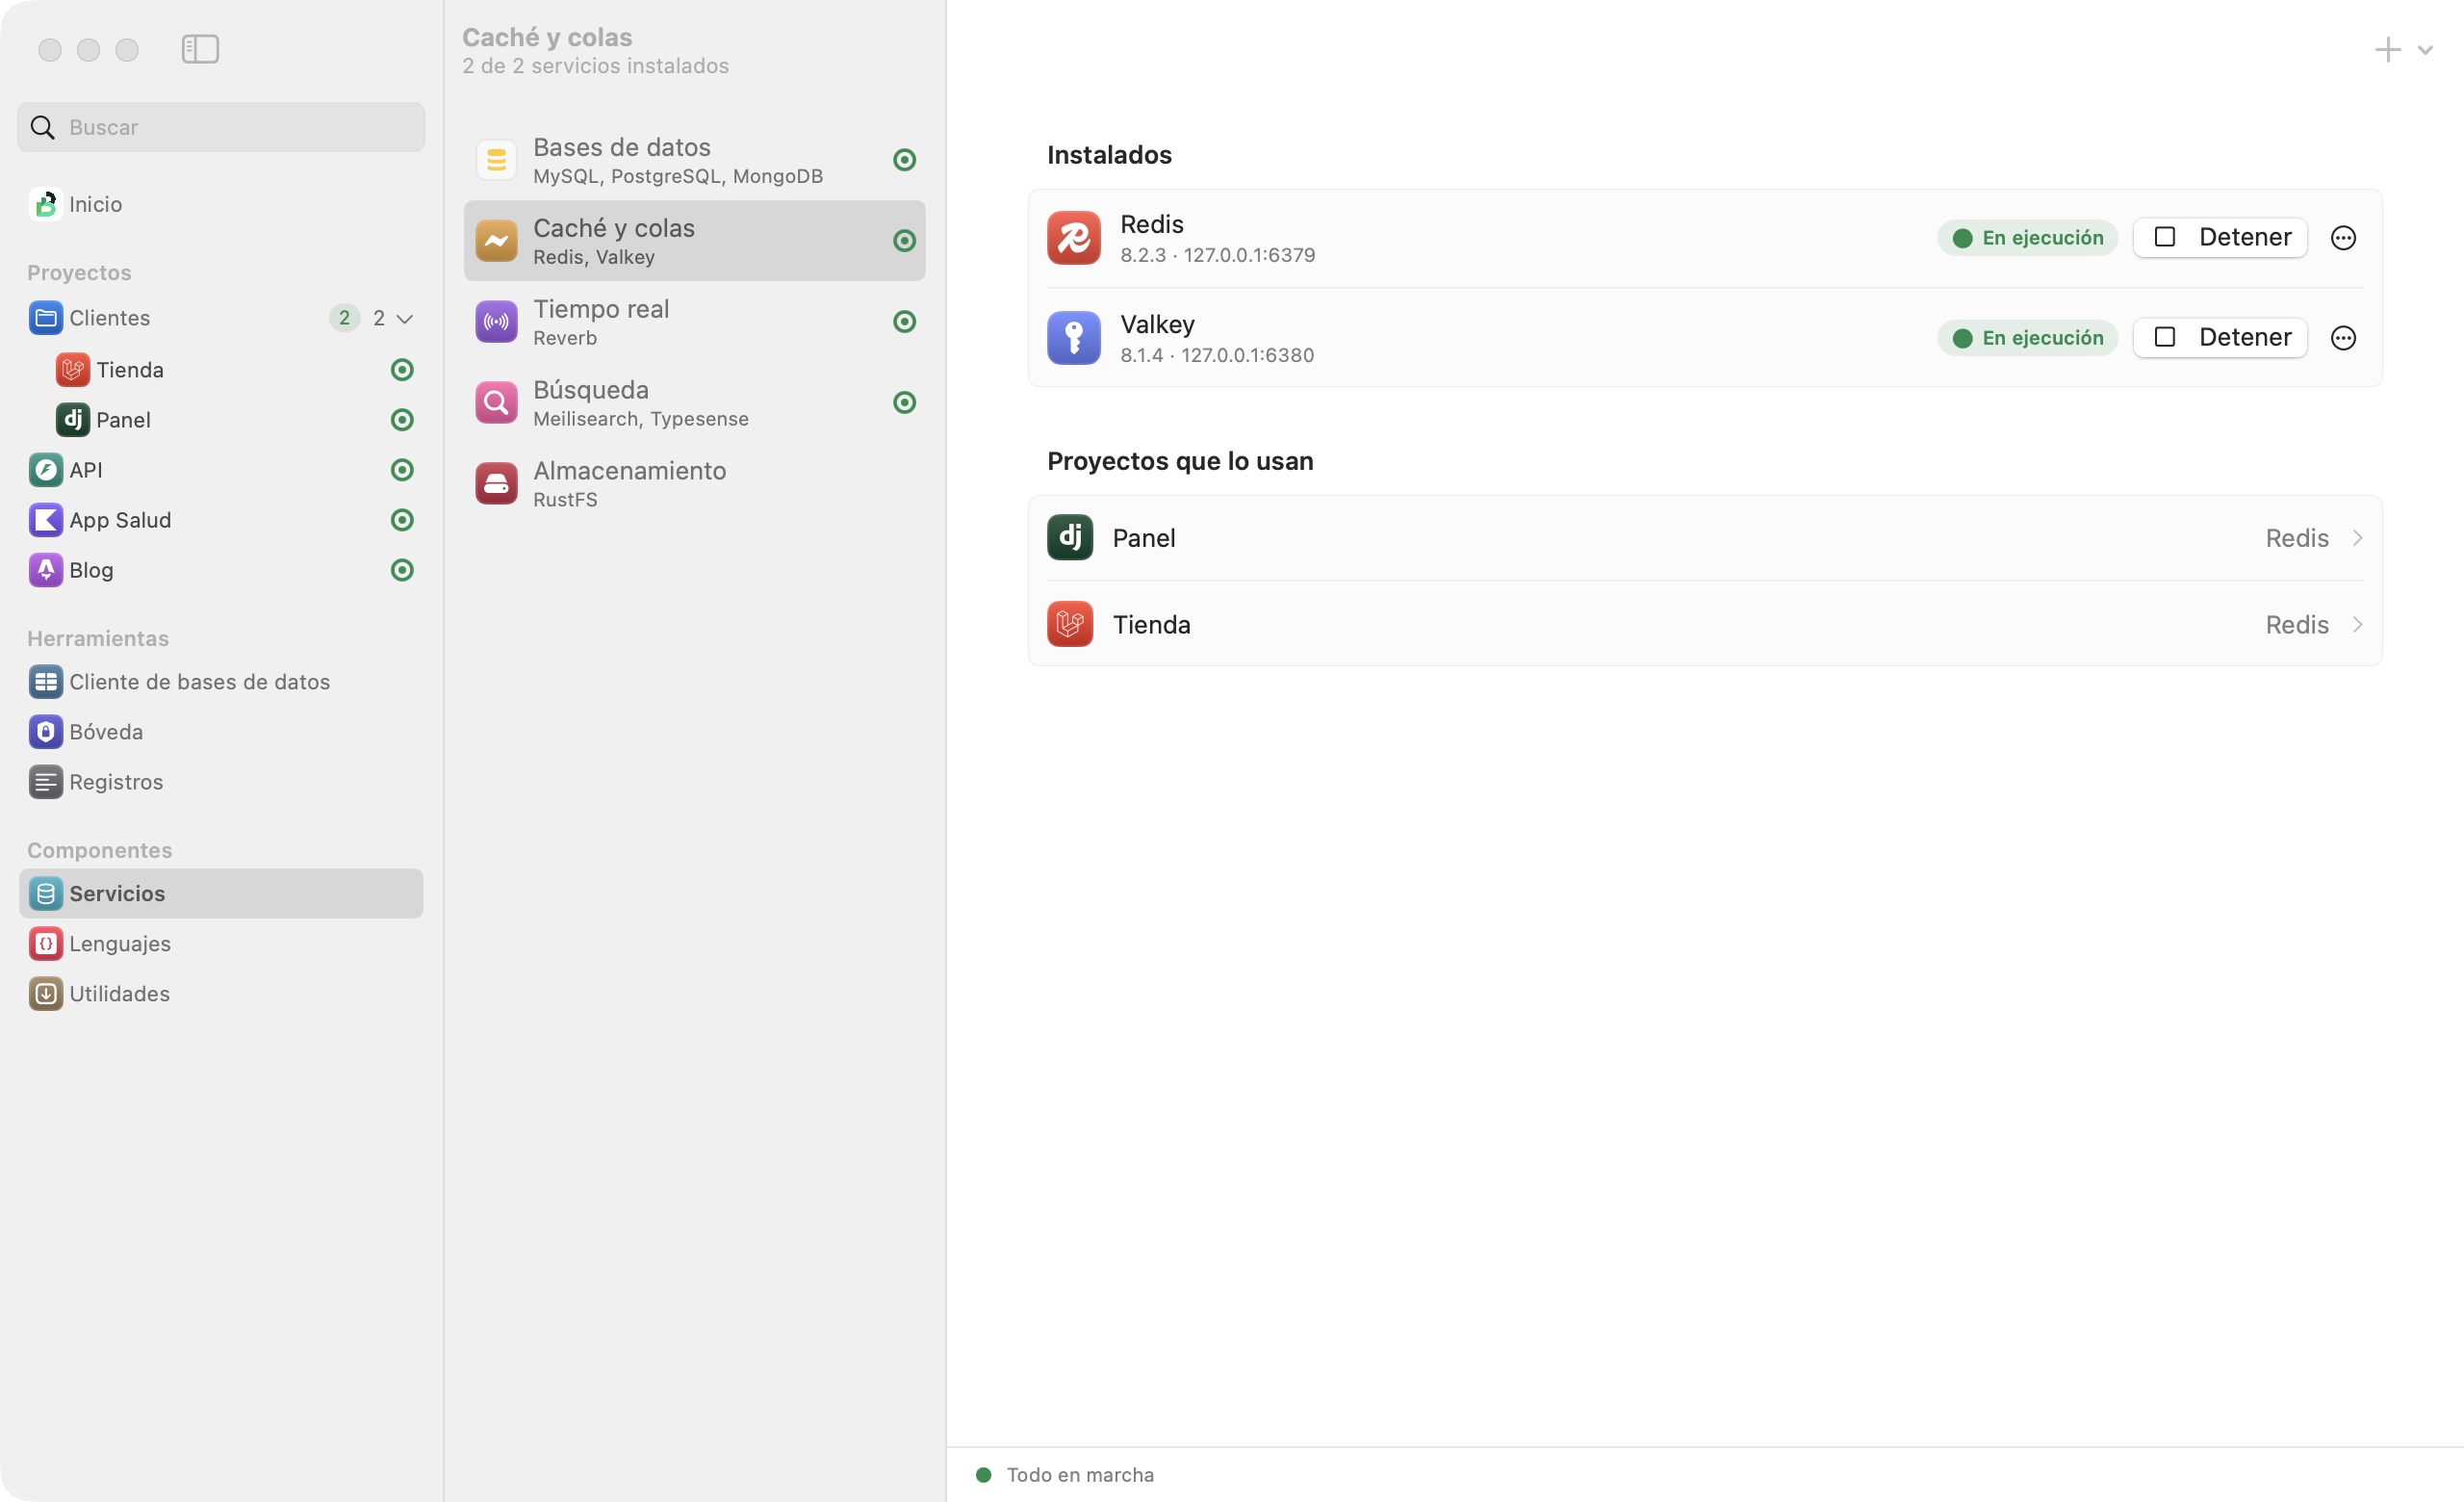 Buscar
Inicio
Proyectos
Clientes 2 2
Tienda
dj Panel
API
App Salud
Blog
Herramientas
Cliente de bases de datos
Bóveda
Registros
Componentes
Servicios
{} Lenguajes
Utilidades
Caché y colas
2 de 2 servicios instalados
Bases de datos
MySQL, PostgreSQL, MongoDB
Caché y colas
Redis, Valkey
Tiempo real
Reverb
Búsqueda
Meilisearch, Typesense
Almacenamiento
RustFS
Instalados
Redis
8.2.3 · 127.0.0.1:6379
En ejecución
Detener
Valkey
8.1.4 · 127.0.0.1:6380
En ejecución
Detener
Proyectos que lo usan
dj Panel Redis
Tienda Redis
Todo en marcha